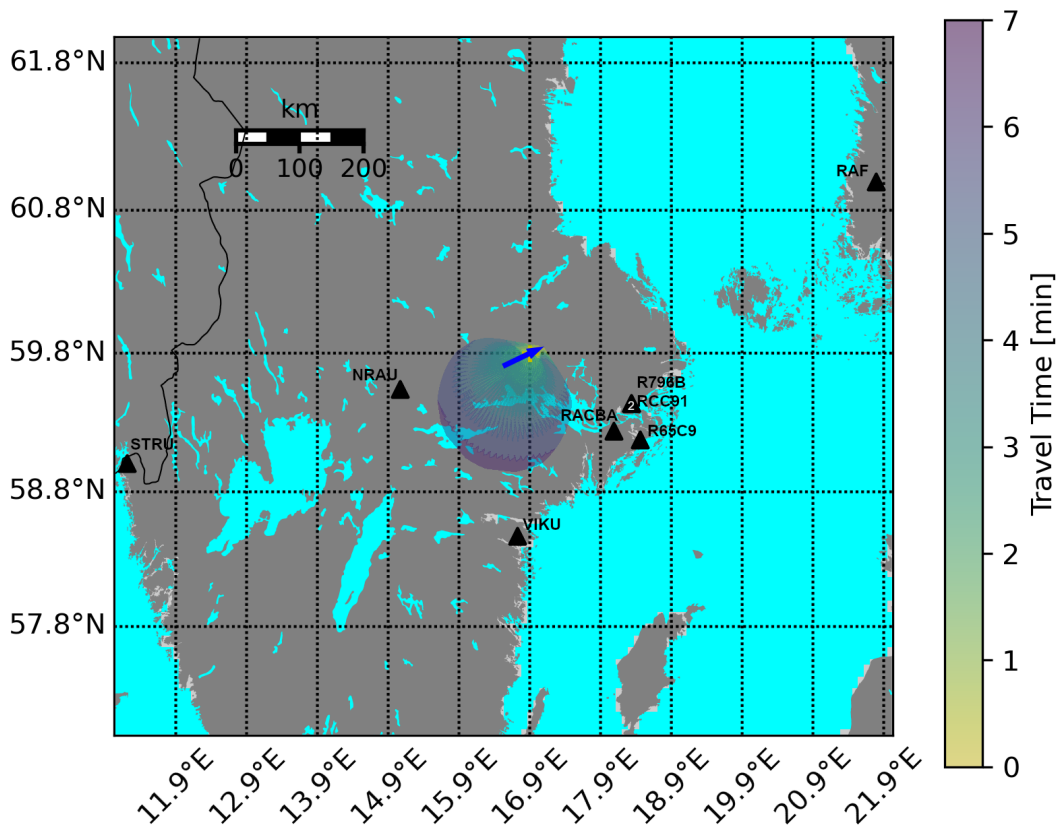 7
61.8°N
km
0 100 200
6
RAF
60.8°N
5
59.8°N
4
NRAU
R796B
2
RCC91
RACBA
R65C9
STRU
3
58.8°N
VIKU
2
57.8°N
1
0
11.9°E 12.9°E 13.9°E 14.9°E 15.9°E 16.9°E 17.9°E 18.9°E 19.9°E 20.9°E 21.9°E
Travel Time [min]